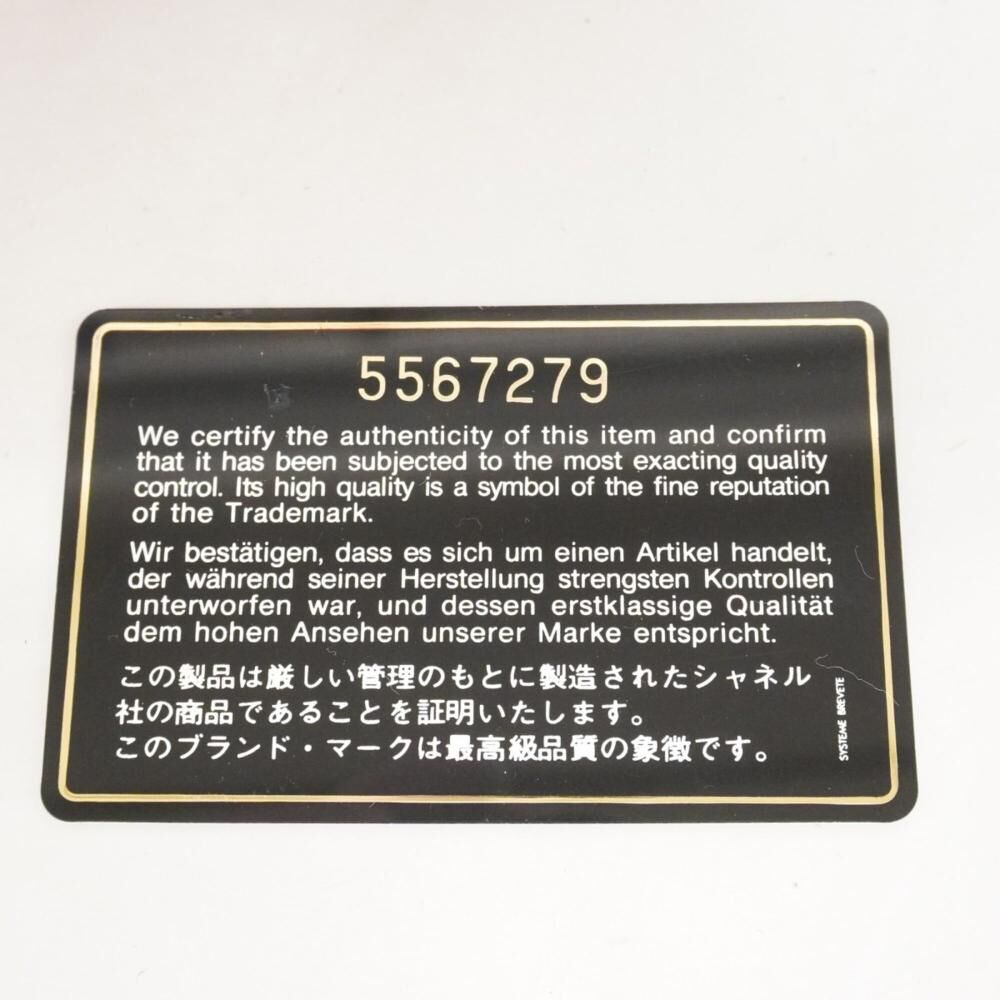 5567279
We certify the authenticity of this item and confirm
that it has been subjected to the most exacting quality
control. Its high quality is a symbol of the fine reputation
of the Trademark.
Wir bestätigen, dass es sich um einen Artikel handelt,
der während seiner Herstellung strengsten Kontrollen
unterworfen war, und dessen erstklassige Qualität
dem hohen Ansehen unserer Marke entspricht.
この製品は厳しい管理のもとに製造されたシャネル
社の商品であることを証明いたします。
このブランド・マークは最高級品質の象徴です。
SYSTEME BREVETE